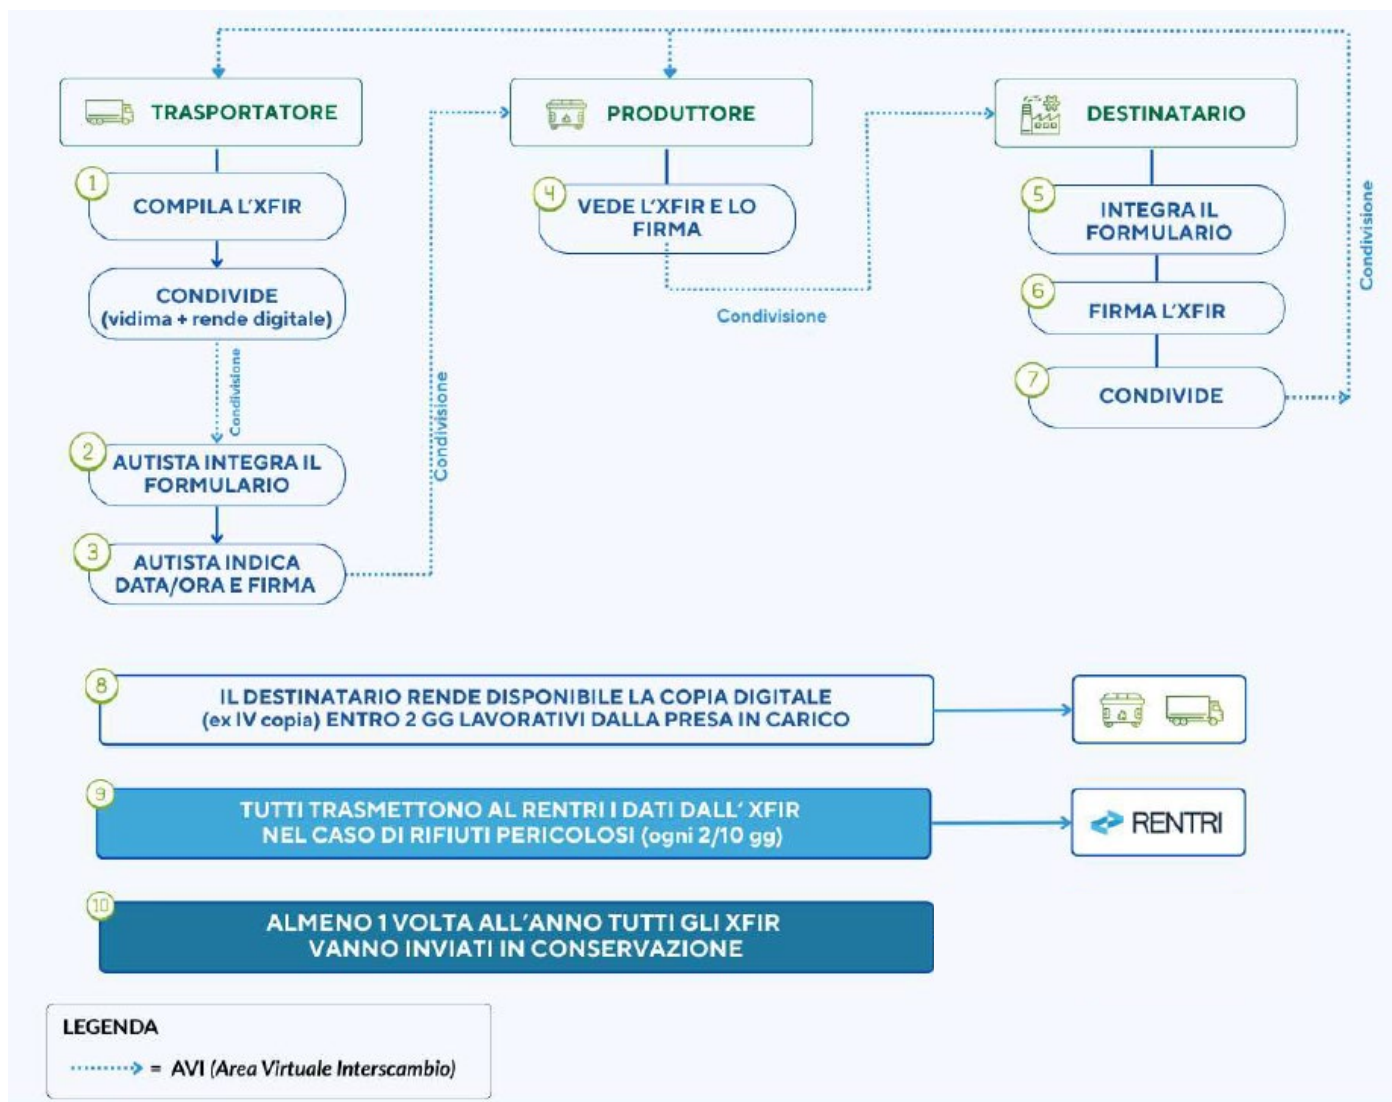 TRASPORTATORE
1
COMPILA L'XFIR
CONDIVIDE
(vidima + rende digitale)
Condivisione
2
AUTISTA INTEGRA IL
FORMULARIO
3
AUTISTA INDICA
DATA/ORA E FIRMA
Condivisione
PRODUTTORE
4
VEDE L'XFIR E LO
FIRMA
Condivisione
DESTINATARIO
5
INTEGRA IL
FORMULARIO
6
FIRMA L'XFIR
7
CONDIVIDE
Condivisione
8
IL DESTINATARIO RENDE DISPONIBILE LA COPIA DIGITALE
(ex IV copia) ENTRO 2 GG LAVORATIVI DALLA PRESA IN CARICO
9
TUTTI TRASMETTONO AL RENTRI I DATI DALL' XFIR
NEL CASO DI RIFIUTI PERICOLOSI (ogni 2/10 gg)
RENTRI
10
ALMENO 1 VOLTA ALL'ANNO TUTTI GLI XFIR
VANNO INVIATI IN CONSERVAZIONE
LEGENDA
= AVI (Area Virtuale Interscambio)